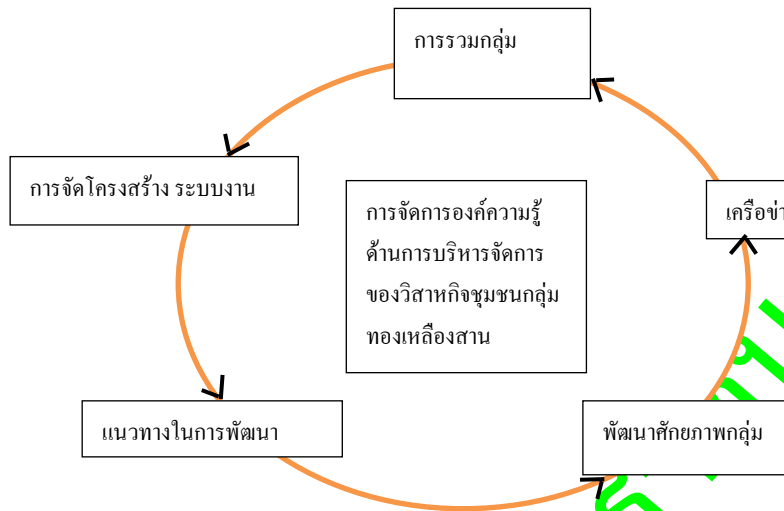 การรวมกลุ่ม
การจัดโครงสร้าง ระบบงาน
การจัดการองค์ความรู้
ด้านการบริหารจัดการ
ของวิสาหกิจชุมชนกลุ่ม
ทองเหลืองสาน
แนวทางในการพัฒนา
พัฒนาศักยภาพกลุ่ม